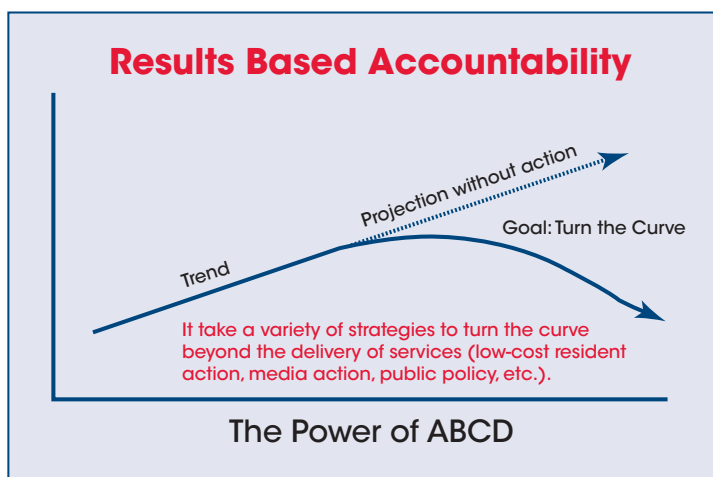 Results Based Accountability
Projection without action
Goal: Turn the Curve
Trend
It take a variety of strategies to turn the curve
beyond the delivery of services (low-cost resident
action, media action, public policy, etc.).
The Power of ABCD